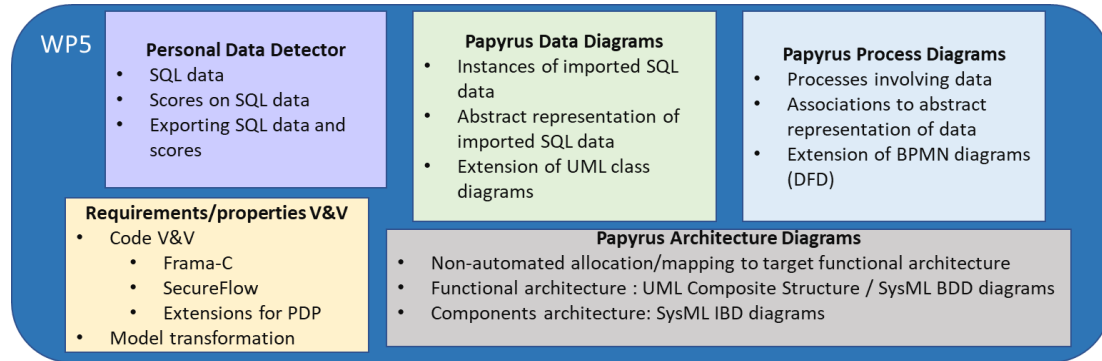 WP5
Personal Data Detector
• SQL data
• Scores on SQL data
• Exporting SQL data and
scores
Papyrus Data Diagrams
• Instances of imported SQL
data
• Abstract representation of
imported SQL data
• Extension of UML class
diagrams
Papyrus Process Diagrams
• Processes involving data
• Associations to abstract
representation of data
• Extension of BPMN diagrams
(DFD)
Requirements/properties V&V
• Code V&V
• Frama-C
• SecureFlow
• Extensions for PDP
• Model transformation
Papyrus Architecture Diagrams
• Non-automated allocation/mapping to target functional architecture
• Functional architecture : UML Composite Structure / SysML BDD diagrams
• Components architecture: SysML IBD diagrams